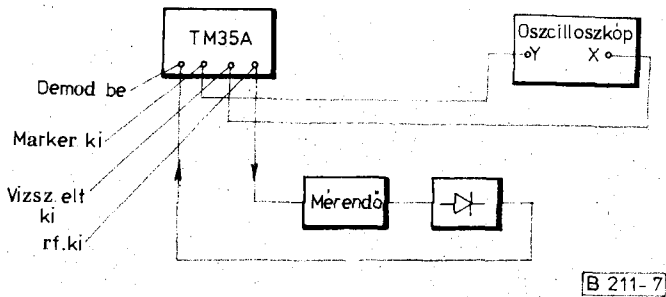 TM35A
Oszcilloszkóp
Y X
Demod be
Marker ki
Vizsz. elt
ki
rf.ki
Mérendő
B 211-7